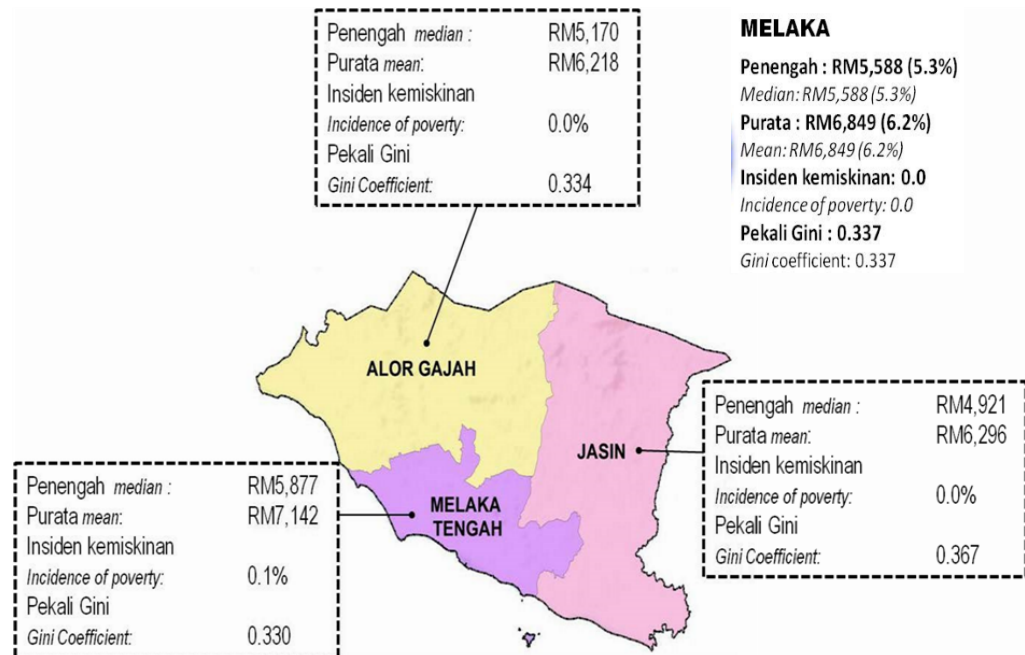 Penengah median : RM5,170
Purata mean: RM6,218
Insiden kemiskinan
Incidence of poverty: 0.0%
Pekali Gini
Gini Coefficient: 0.334
MELAKA
Penengah : RM5,588 (5.3%)
Median: RM5,588 (5.3%)
Purata : RM6,849 (6.2%)
Mean: RM6,849 (6.2%)
Insiden kemiskinan: 0.0
Incidence of poverty: 0.0
Pekali Gini : 0.337
Gini coefficient: 0.337
ALOR GAJAH
JASIN
Penengah median : RM4,921
Purata mean: RM6,296
Insiden kemiskinan
Incidence of poverty: 0.0%
Pekali Gini
Gini Coefficient: 0.367
Penengah median : RM5,877
Purata mean: RM7,142
Insiden kemiskinan
Incidence of poverty: 0.1%
Pekali Gini
Gini Coefficient: 0.330
MELAKA
TENGAH